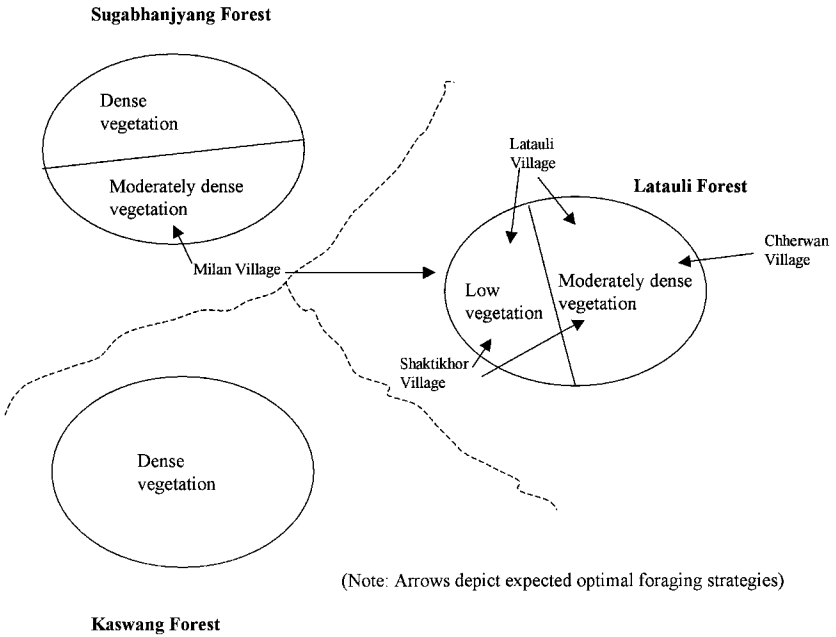 Sugabhanjyang Forest
Dense
vegetation
Moderately dense
vegetation
Milan Village
Latauli
Village
Latauli Forest
Chherwan
Village
Low
vegetation
Moderately dense
vegetation
Shaktikhor
Village
Dense
vegetation
(Note: Arrows depict expected optimal foraging strategies)
Kaswang Forest